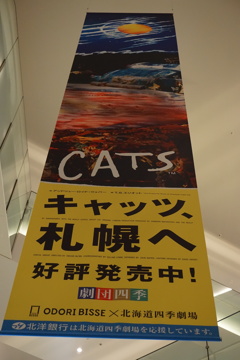 CATS
キャッツ、
札幌へ
好評発売中!
劇団四季
ODORI BISSE × 北海道四季劇場
北洋銀行は北海道四季劇場を応援しています。